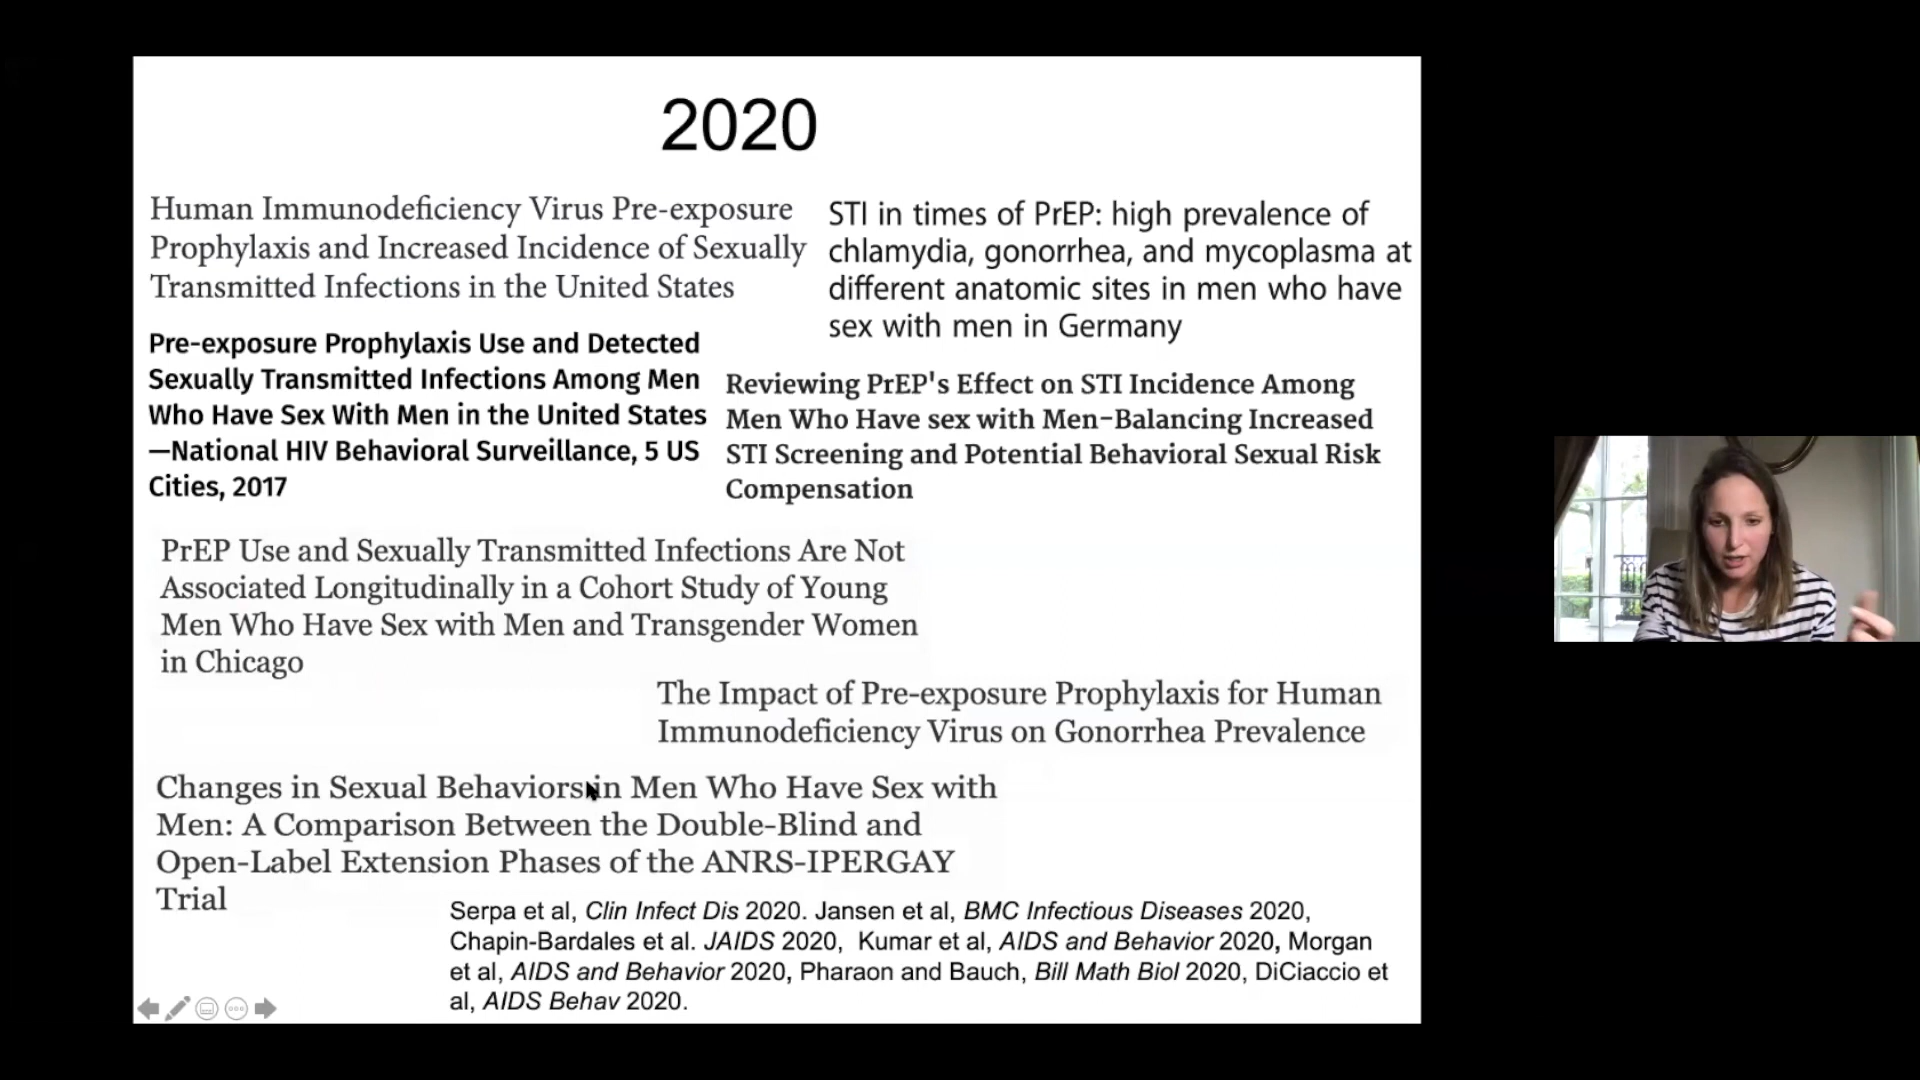 2020
Human Immunodeficiency Virus Pre-exposure
Prophylaxis and Increased Incidence of Sexually
Transmitted Infections in the United States
STI in times of PrEP: high prevalence of
chlamydia, gonorrhea, and mycoplasma at
different anatomic sites in men who have
sex with men in Germany
Pre-exposure Prophylaxis Use and Detected
Sexually Transmitted Infections Among Men
Who Have Sex With Men in the United States
—National HIV Behavioral Surveillance, 5 US
Cities, 2017
Reviewing PrEP's Effect on STI Incidence Among
Men Who Have sex with Men–Balancing Increased
STI Screening and Potential Behavioral Sexual Risk
Compensation
PrEP Use and Sexually Transmitted Infections Are Not
Associated Longitudinally in a Cohort Study of Young
Men Who Have Sex with Men and Transgender Women
in Chicago
The Impact of Pre-exposure Prophylaxis for Human
Immunodeficiency Virus on Gonorrhea Prevalence
Changes in Sexual Behaviors in Men Who Have Sex with
Men: A Comparison Between the Double-Blind and
Open-Label Extension Phases of the ANRS-IPERGAY
Trial
Serpa et al, Clin Infect Dis 2020. Jansen et al, BMC Infectious Diseases 2020,
Chapin-Bardales et al. JAIDS 2020, Kumar et al, AIDS and Behavior 2020, Morgan
et al, AIDS and Behavior 2020, Pharaon and Bauch, Bill Math Biol 2020, DiCiaccio et
al, AIDS Behav 2020.